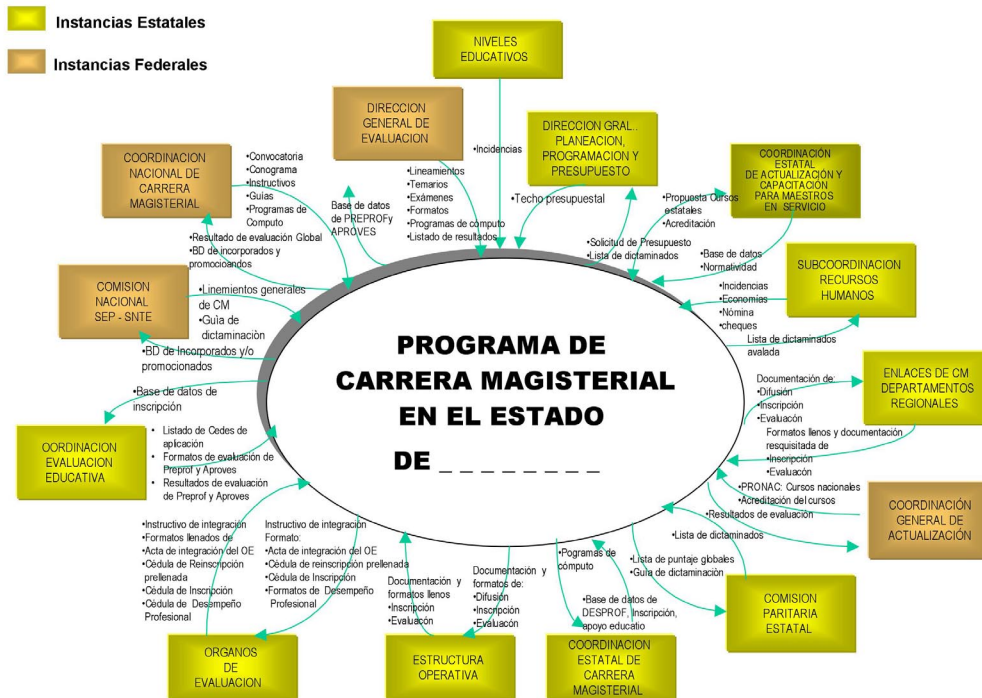 Instancias Estatales
Instancias Federales
NIVELES
EDUCATIVOS
DIRECCION
GENERAL DE
EVALUACION
DIRECCION GRAL..
PLANEACION,
PROGRAMACION Y
PRESUPUESTO
COORDINACION
NACIONAL DE
CARRERA
MAGISTERIAL
COORDINACIÓN
ESTATAL
DE ACTUALIZACIÓN Y
CAPACITACIÓN
PARA MAESTROS
EN SERVICIO
•Convocatoria
•Conograma
•Instructivos
•Guías
•Programas de
Computo
•Incidencias
•Lineamientos
•Temarios
•Exámenes
•Formatos
•Programas de cómputo
•Listado de resultados
Base de datos
de PREPROFy
APROVES
•Techo presupuestal
•Propuesta Cursos
estatales
•Acreditación
•Resultado de evaluación Global
•BD de incorporados y
promocioandos
•Solicitud de Presupuesto
•Lista de dictaminados
•Base de datos
•Normatividad
COMISION
NACIONAL
SEP - SNTE
•Linemientos generales
de CM
•Guìa de
dictaminaciòn
SUBCOORDINACION
RECURSOS
HUMANOS
•Incidencias
•Economías
•Nómina
cheques
Lista de dictaminados
avalada
•BD de Incorporados y/o
promocionados
PROGRAMA DE
CARRERA MAGISTERIAL
EN EL ESTADO
DE _ _ _ _ _ _ _ _
ENLACES DE CM
DEPARTAMENTOS
REGIONALES
Documentación de:
•Difusión
•Inscripción
•Evaluacón
Formatos llenos y documentación
resquisitada de
•Inscripción
•Evaluacón
•Base de datos de
inscripción
OORDINACION
EVALUACION
EDUCATIVA
• Listado de Cedes de
aplicación
• Formatos de evaluación de
Preprof y Aproves
• Resultados de evaluación
de Preprof y Aproves
•PRONAC: Cursos nacionales
•Acreditación del cursos
•Resultados de evaluación
COORDINACIÓN
GENERAL DE
ACTUALIZACIÓN
•Instructivo de integración
•Formatos llenados de
•Acta de integración del OE
•Cédula de Reinscripción
prellenada
•Cédula de Inscripción
•Cédula de Desempeño
Profesional
Instructivo de integración
Formato:
•Acta de integración del OE
•Cédula de reinscripción prellenada
•Cédula de Inscripción
•Formatos de Desempeño
Profesional
Documentación y
formatos llenos
•Inscripción
•Evaluacón
Documentación y
formatos de:
•Difusión
•Inscripción
•Evaluacón
•Pogramas de
cómputo
•Base de datos de
DESPROF, Inscripción,
apoyo educatio
•Lista de dictaminados
•Lista de puntaje globales
•Guía de dictaminaciòn
COMISION
PARITARIA
ESTATAL
ORGANOS
DE
EVALUACION
ESTRUCTURA
OPERATIVA
COORDINACION
ESTATAL DE
CARRERA
MAGISTERIAL